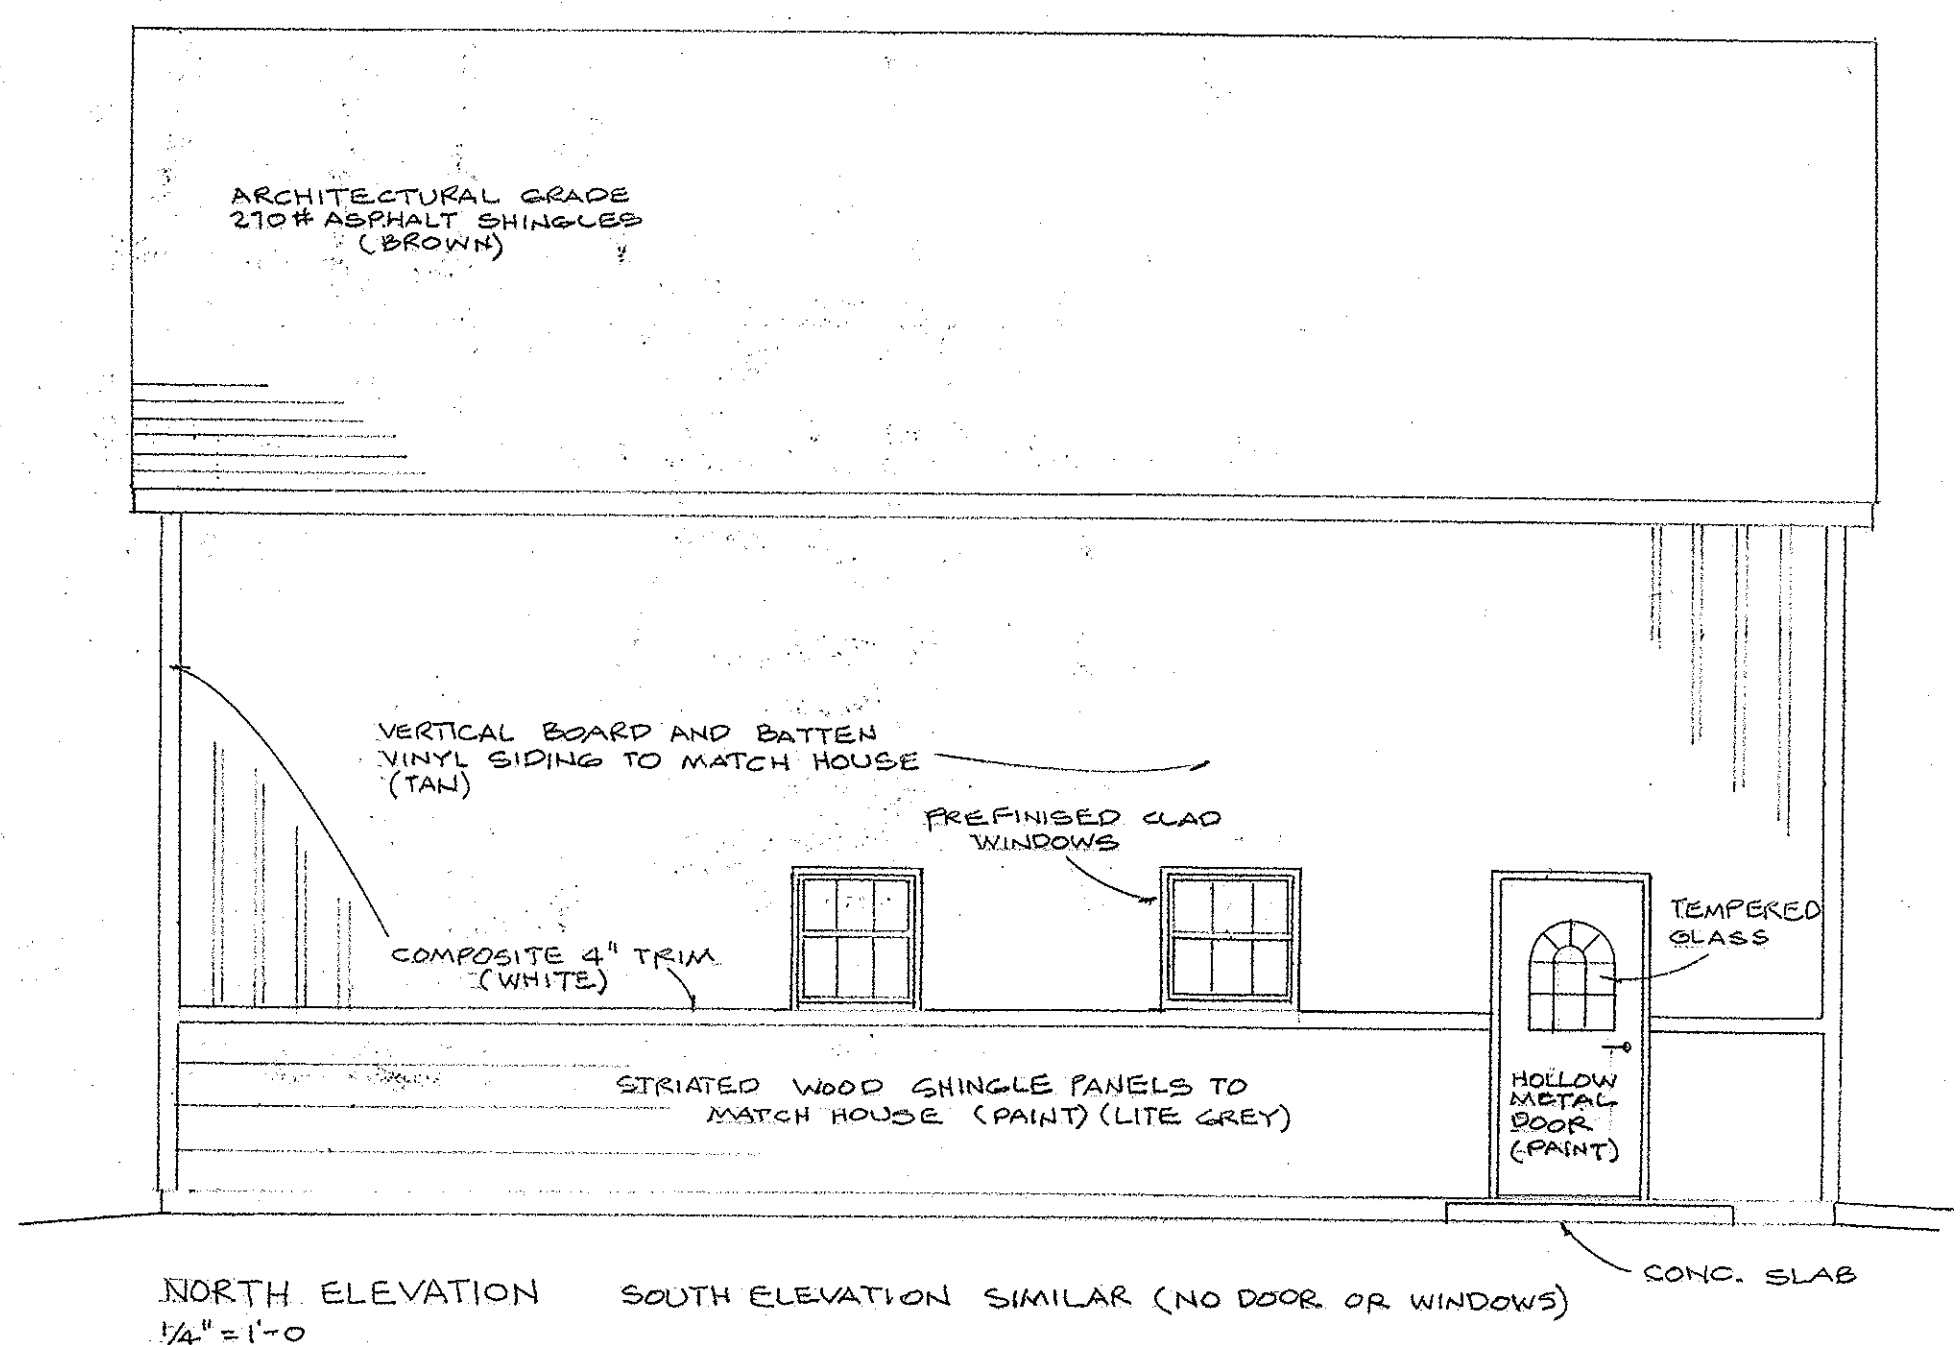 ARCHITECTURAL GRADE
270# ASPHALT SHINGLES
(BROWN)
VERTICAL BOARD AND BATTEN
VINYL SIDING TO MATCH HOUSE
(TAN)
PREFINISED CLAD
WINDOWS
TEMPERED
GLASS
COMPOSITE 4" TRIM
(WHITE)
STRIATED WOOD SHINGLE PANELS TO
MATCH HOUSE (PAINT) (LITE GREY)
HOLLOW
METAL
DOOR
(PAINT)
CONC. SLAB
NORTH ELEVATION SOUTH ELEVATION SIMILAR (NO DOOR OR WINDOWS)
1/4" = 1'-0